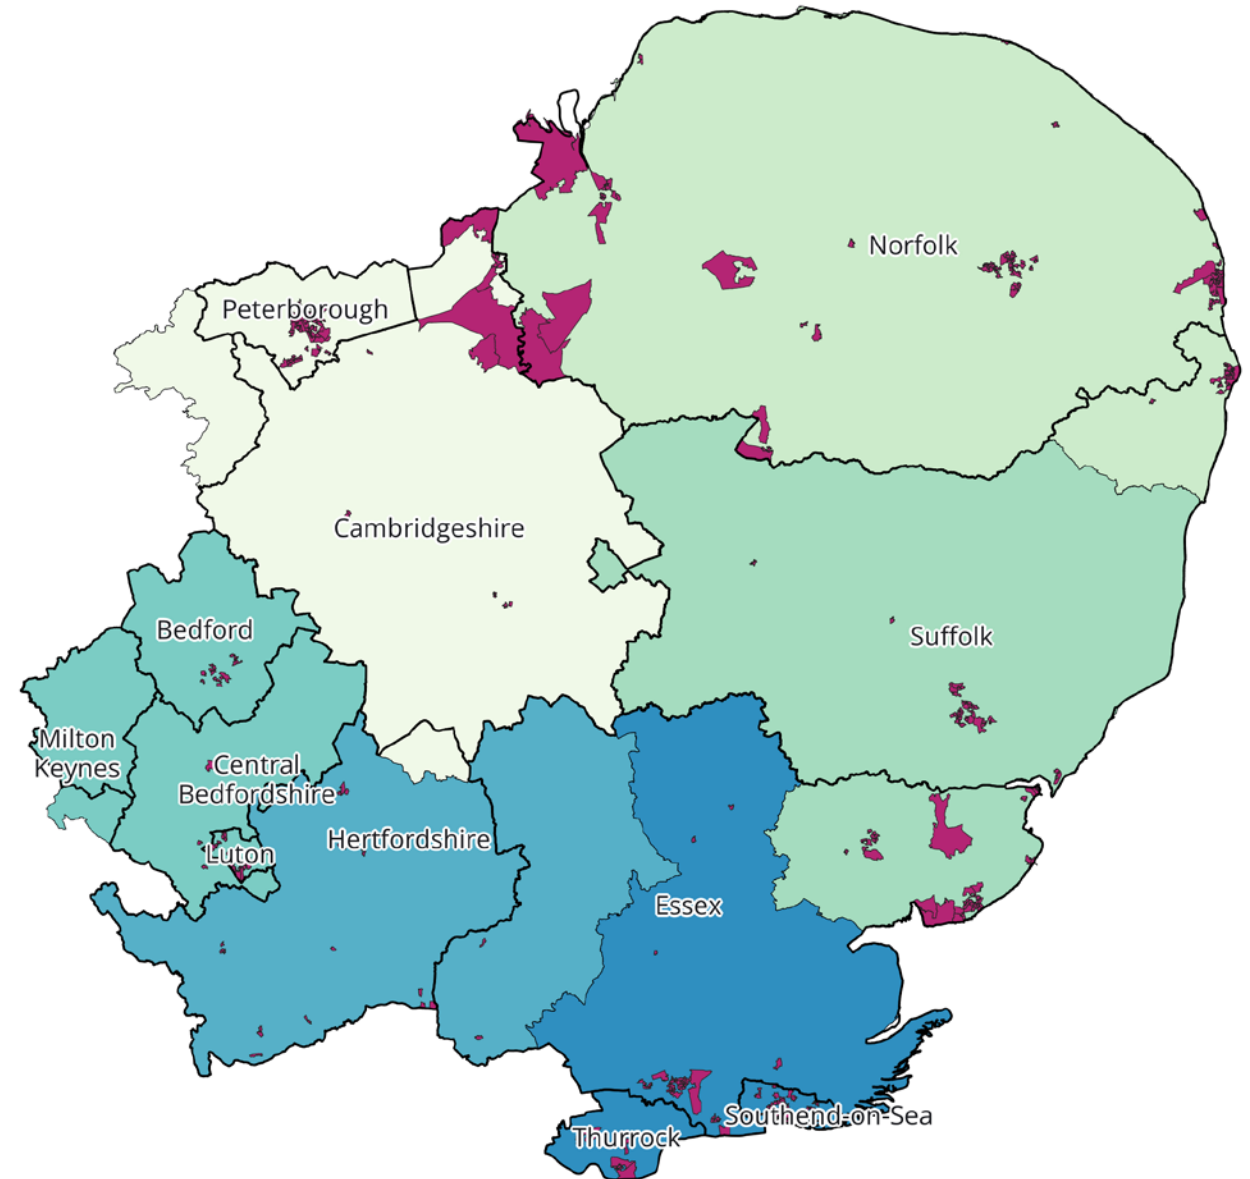 Norfolk
Peterborough
Cambridgeshire
Bedford
Suffolk
Milton
Keynes
Central
Bedfordshire
Hertfordshire
Luton
Essex
Southend-on-Sea
Thurrock